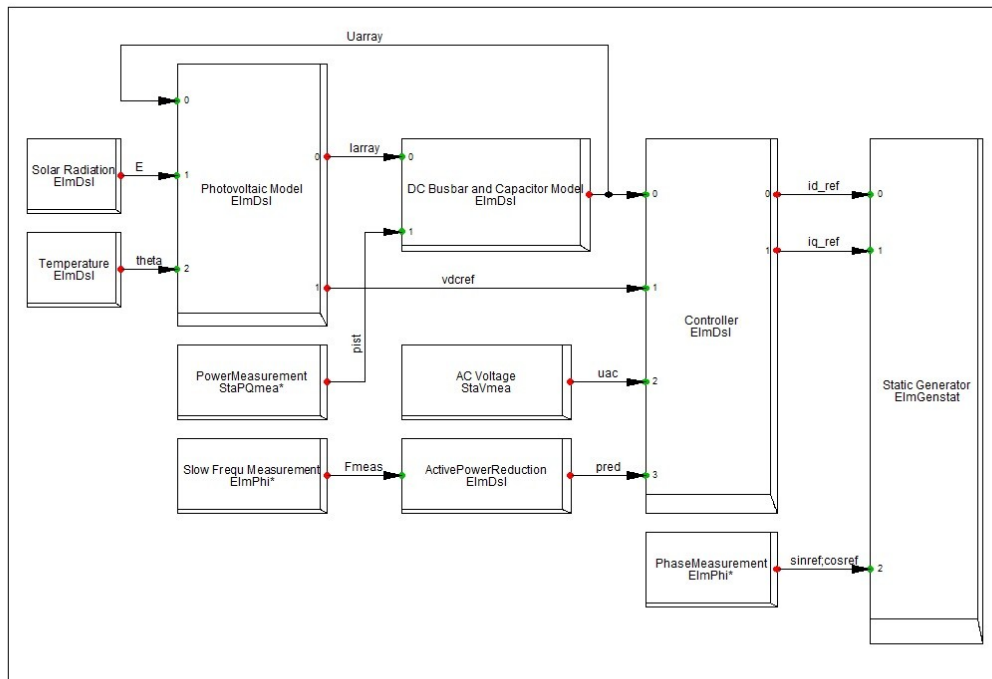 Uarray
0
Solar Radiation
ElmDsl
E
1
Photovoltaic Model
ElmDsl
0
Iarray
0
DC Busbar and Capacitor Model
ElmDsl
0
0
id_ref
0
Temperature
ElmDsl
theta
2
1
1
iq_ref
1
1
vdcref
1
Controller
ElmDsl
pist
PowerMeasurement
StaPQmea*
AC Voltage
StaVmea
uac
2
Static Generator
ElmGenstat
Slow Frequ Measurement
ElmPhi*
Fmeas
ActivePowerReduction
ElmDsl
pred
3
PhaseMeasurement
ElmPhi*
sinref;cosref
2